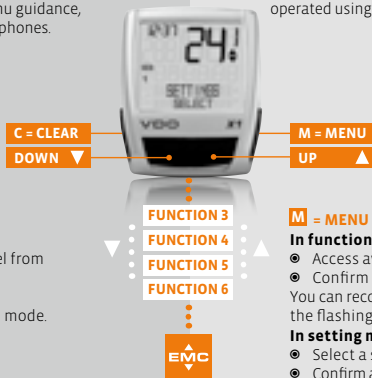 nu guidance,
phones.
operated using
12:37
24
SETTINGS
SELECT
VDO X1
C = CLEAR
DOWN
M = MENU
UP
FUNCTION 3
FUNCTION 4
FUNCTION 5
FUNCTION 6
EMC
el from
mode.
M = MENU
In function
Access a
Confirm
You can reco
the flashing
In setting m
Select a s
Confirm a